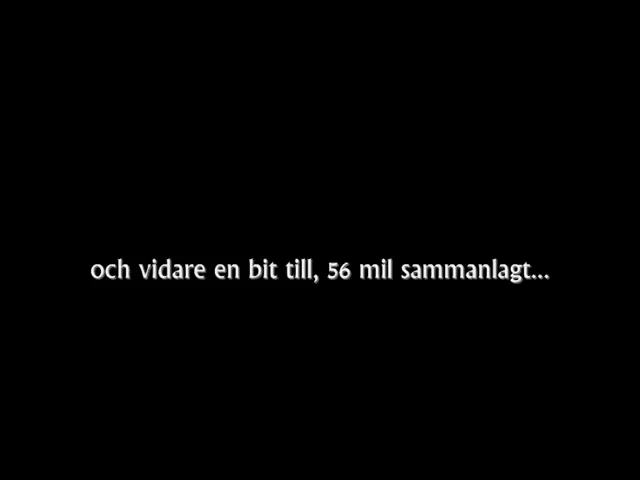 och vidare en bit till, 56 mil sammanlagt...